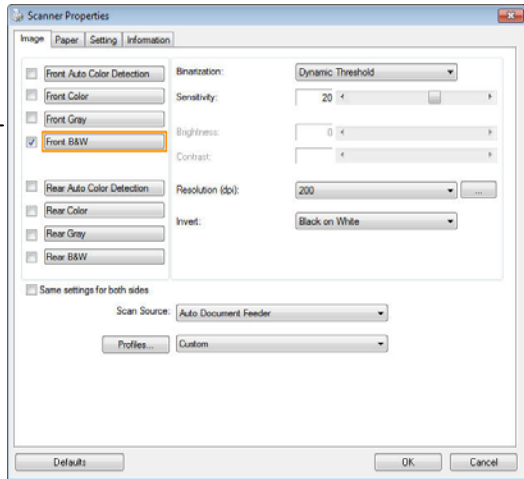 Scanner Properties
Image Paper Setting Information
Front Auto Color Detection
Front Color
Front Gray
Front B&W
Rear Auto Color Detection
Rear Color
Rear Gray
Rear B&W
Binarization: Dynamic Threshold
Sensitivity: 20
Brightness: 0
Contrast:
Resolution (dpi): 200 ...
Invert: Black on White
Same settings for both sides
Scan Source: Auto Document Feeder
Profiles... Custom
Defaults OK Cancel